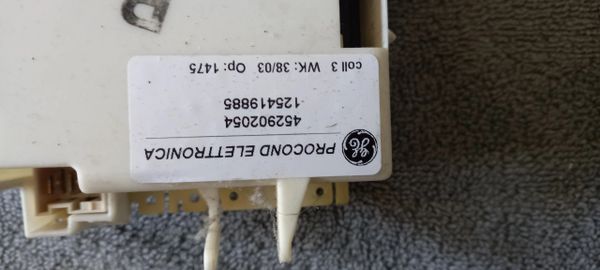 PROCOND ELETTRONICA
452902054
125419885
coll 3 WK: 38/03 Op: 1475